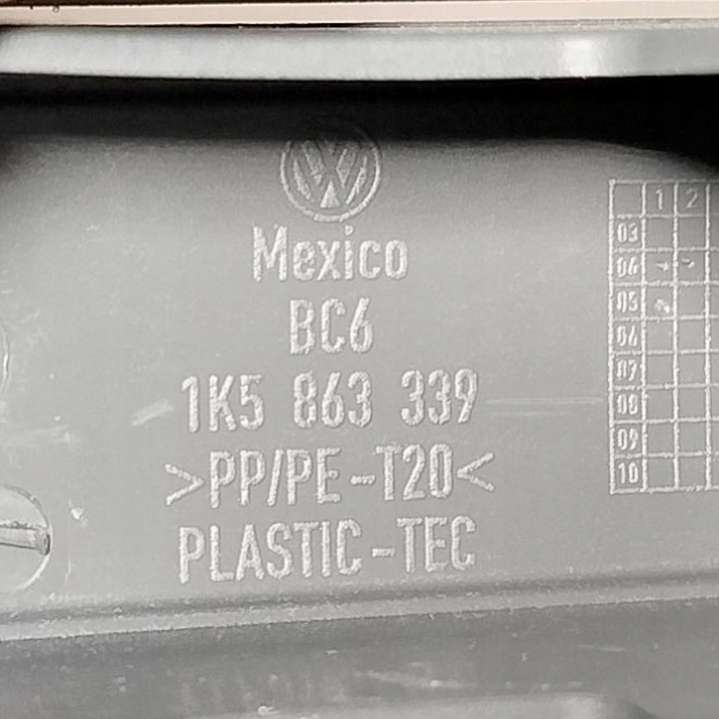 Mexico
BC6
1K5 863 339
>PP/PE-T20<
PLASTIC-TEC
1 2
03
04
05
06
07
08
09
10